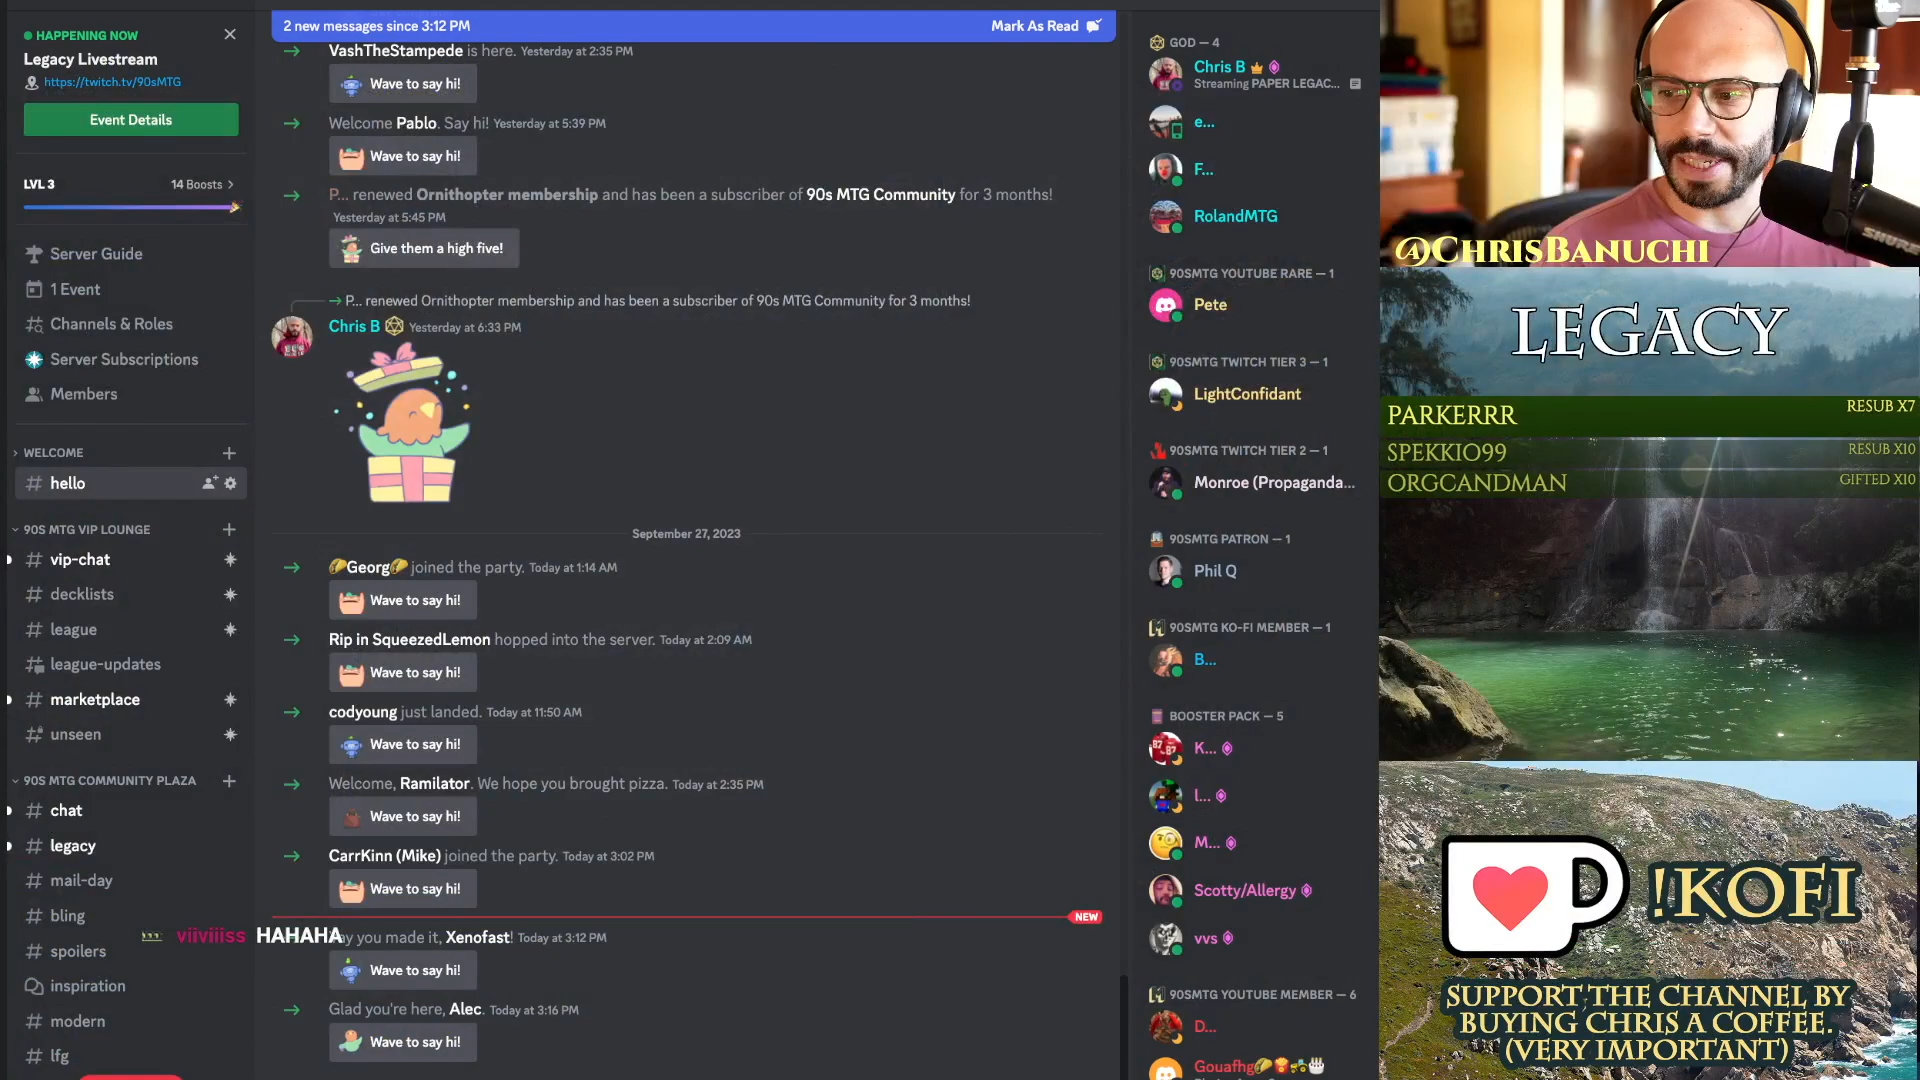 HAPPENING NOW
Legacy Livestream
https://twitch.tv/90sMTG
Event Details
LVL 3
14 Boosts
Server Guide
1 Event
Channels & Roles
Server Subscriptions
Members
WELCOME
hello
90S MTG VIP LOUNGE
vip-chat
decklists
league
league-updates
marketplace
unseen
90S MTG COMMUNITY PLAZA
chat
legacy
mail-day
bling
spoilers
inspiration
modern
lfg
viiviiiss HAHAHA
2 new messages since 3:12 PM
Mark As Read
VashTheStampede is here. Yesterday at 2:35 PM
Wave to say hi!
Welcome Pablo. Say hi! Yesterday at 5:39 PM
Wave to say hi!
P... renewed Ornithopter membership and has been a subscriber of 90s MTG Community for 3 months!
Yesterday at 5:45 PM
Give them a high five!
P... renewed Ornithopter membership and has been a subscriber of 90s MTG Community for 3 months!
Chris B Yesterday at 6:33 PM
September 27, 2023
Georg joined the party. Today at 1:14 AM
Wave to say hi!
Rip in SqueezedLemon hopped into the server. Today at 2:09 AM
Wave to say hi!
codyoung just landed. Today at 11:50 AM
Wave to say hi!
Welcome, Ramilator. We hope you brought pizza. Today at 2:35 PM
Wave to say hi!
CarrKinn (Mike) joined the party. Today at 3:02 PM
Wave to say hi!
NEW
you made it, Xenofast! Today at 3:12 PM
Wave to say hi!
Glad you're here, Alec. Today at 3:16 PM
Wave to say hi!
GOD — 4
Chris B
Streaming PAPER LEGAC...
e...
F...
RolandMTG
90SMTG YOUTUBE RARE — 1
Pete
90SMTG TWITCH TIER 3 — 1
LightConfidant
90SMTG TWITCH TIER 2 — 1
Monroe (Propaganda...
90SMTG PATRON — 1
Phil Q
90SMTG KO-FI MEMBER — 1
B...
BOOSTER PACK — 5
K...
l...
M...
Scotty/Allergy
vvs
90SMTG YOUTUBE MEMBER — 6
D...
Gouafhg
SHURE
@CHRISBANUCHI
LEGACY
PARKERRR RESUB X7
SPEKKIO99 RESUB X10
ORGCANDMAN GIFTED X10
!KOFI
SUPPORT THE CHANNEL BY
BUYING CHRIS A COFFEE.
(VERY IMPORTANT)